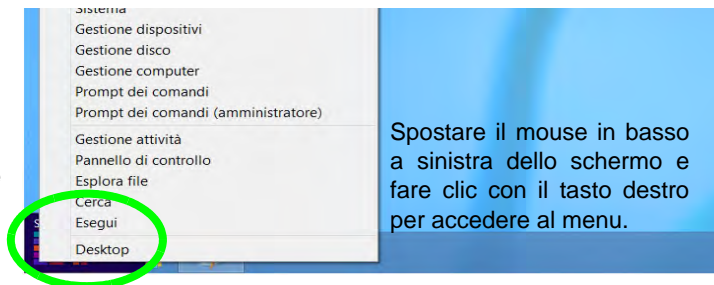 Sistema
Gestione dispositivi
Gestione disco
Gestione computer
Prompt dei comandi
Prompt dei comandi (amministratore)
Gestione attività
Pannello di controllo
Esplora file
Cerca
Esegui
Desktop
Spostare il mouse in basso
a sinistra dello schermo e
fare clic con il tasto destro
per accedere al menu.